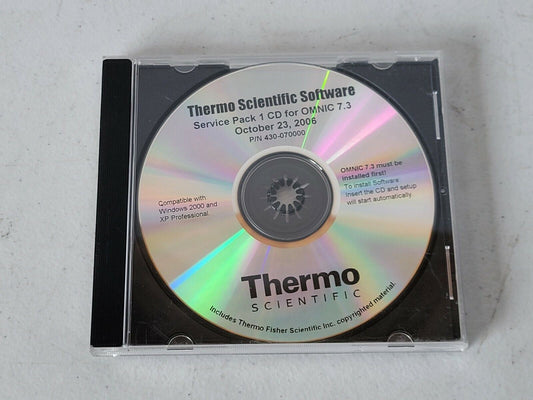 Thermo Scientific Software
Service Pack 1 CD for OMNIC 7.3
October 23, 2006
P/N 430-070000
OMNIC 7.3 must be
installed first!
To install Software
Insert the CD and setup
will start automatically.
Compatible with
Windows 2000 and
XP Professional.
Thermo
SCIENTIFIC
Includes Thermo Fisher Scientific Inc. copyrighted material.